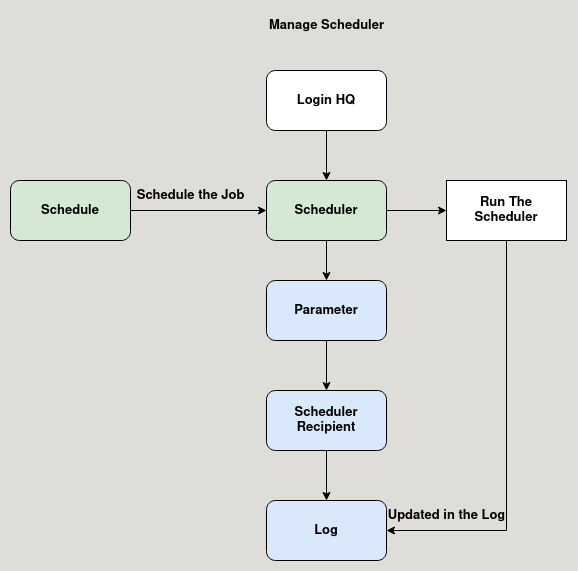 Manage Scheduler
Login HQ
Schedule
Schedule the Job
Scheduler
Run The
Scheduler
Parameter
Scheduler
Recipient
Updated in the Log
Log